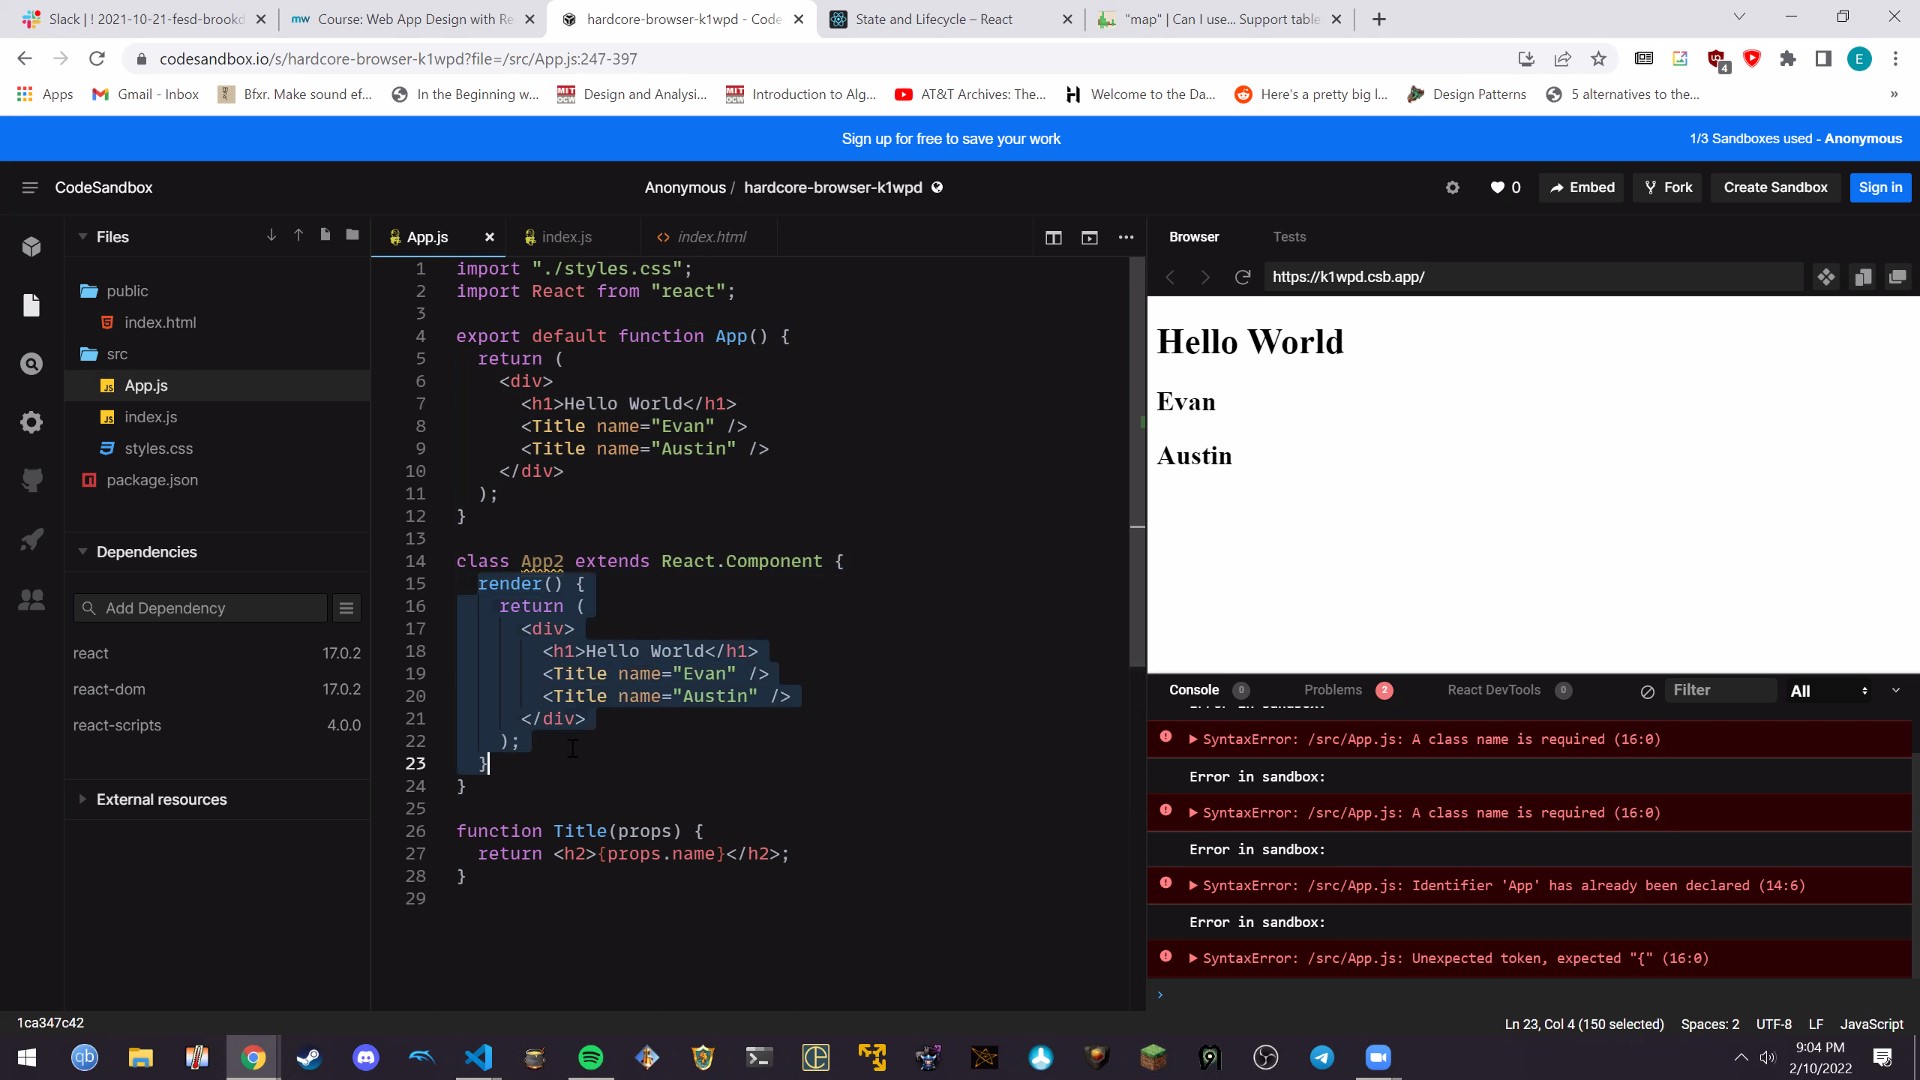 Slack | ! 2021-10-21-fesd-brookd
Course: Web App Design with Re
hardcore-browser-k1wpd - Code
State and Lifecycle – React
"map" | Can I use... Support table
codesandbox.io/s/hardcore-browser-k1wpd?file=/src/App.js:247-397
4
E
Apps
Gmail - Inbox
Bfxr. Make sound ef...
In the Beginning w...
Design and Analysi...
Introduction to Alg...
AT&T Archives: The...
Welcome to the Da...
Here's a pretty big l...
Design Patterns
5 alternatives to the...
»
Sign up for free to save your work
1/3 Sandboxes used - Anonymous
CodeSandbox
Anonymous / hardcore-browser-k1wpd
0
Embed
Fork
Create Sandbox
Sign in
Files
public
index.html
src
App.js
index.js
styles.css
package.json
Dependencies
Add Dependency
react 17.0.2
react-dom 17.0.2
react-scripts 4.0.0
External resources
App.js
index.js
index.html
1 import "./styles.css";
2 import React from "react";
3
4 export default function App() {
5 return (
6 <div>
7 <h1>Hello World</h1>
8 <Title name="Evan" />
9 <Title name="Austin" />
10 </div>
11 );
12 }
13
14 class App2 extends React.Component {
15 render() {
16 return (
17 <div>
18 <h1>Hello World</h1>
19 <Title name="Evan" />
20 <Title name="Austin" />
21 </div>
22 );
23 }
24 }
25
26 function Title(props) {
27 return <h2>{props.name}</h2>;
28 }
29
Browser
Tests
https://k1wpd.csb.app/
Hello World
Evan
Austin
Console 0
Problems 2
React DevTools 0
Filter
All
Error in sandbox:
SyntaxError: /src/App.js: A class name is required (16:0)
Error in sandbox:
SyntaxError: /src/App.js: A class name is required (16:0)
Error in sandbox:
SyntaxError: /src/App.js: Identifier 'App' has already been declared (14:6)
Error in sandbox:
SyntaxError: /src/App.js: Unexpected token, expected "{" (16:0)
1ca347c42
Ln 23, Col 4 (150 selected)
Spaces: 2
UTF-8
LF
JavaScript
9:04 PM
2/10/2022